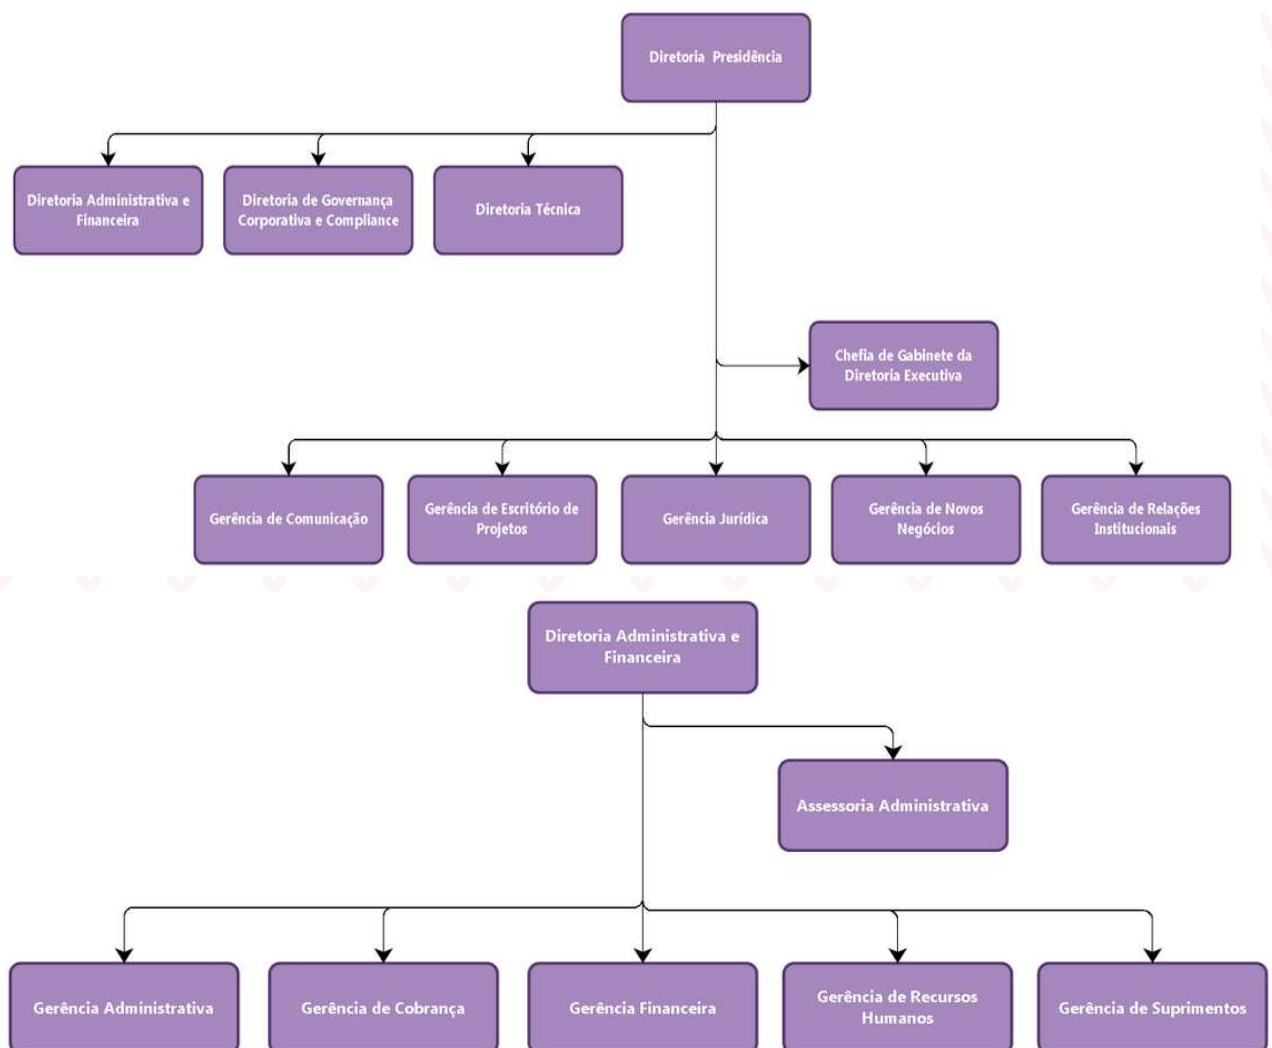 Diretoria Presidência
Diretoria Administrativa e
Financeira
Diretoria de Governança
Corporativa e Compliance
Diretoria Técnica
Chefia de Gabinete da
Diretoria Executiva
Gerência de Comunicação
Gerência de Escritório de
Projetos
Gerência Jurídica
Gerência de Novos
Negócios
Gerência de Relações
Institucionais
Diretoria Administrativa e
Financeira
Assessoria Administrativa
Gerência Administrativa
Gerência de Cobrança
Gerência Financeira
Gerência de Recursos
Humanos
Gerência de Suprimentos